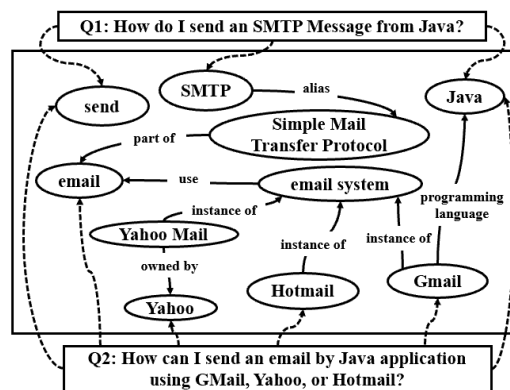 Q1: How do I send an SMTP Message from Java?
send
SMTP
alias
Java
Simple Mail
Transfer Protocol
part of
email
use
email system
programming
language
instance of
Yahoo Mail
instance of
instance of
owned by
Hotmail
Gmail
Yahoo
Q2: How can I send an email by Java application
using GMail, Yahoo, or Hotmail?